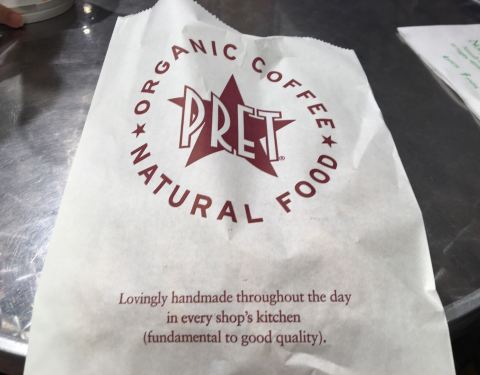 ORGANIC COFFEE
PRET
NATURAL FOOD
Lovingly handmade throughout the day
in every shop's kitchen
(fundamental to good quality).